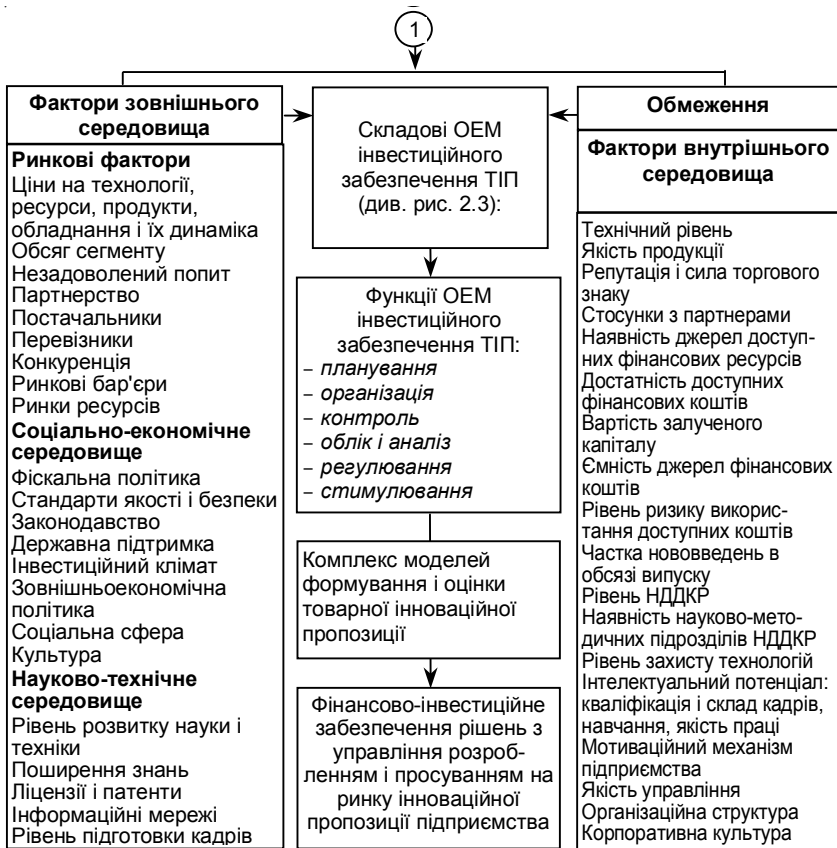 1
Фактори зовнішнього
середовища
Ринкові фактори
Ціни на технології,
ресурси, продукти,
обладнання і їх динаміка
Обсяг сегменту
Незадоволений попит
Партнерство
Постачальники
Перевізники
Конкуренція
Ринкові бар'єри
Ринки ресурсів
Соціально-економічне
середовище
Фіскальна політика
Стандарти якості і безпеки
Законодавство
Державна підтримка
Інвестиційний клімат
Зовнішньоекономічна
політика
Соціальна сфера
Культура
Науково-технічне
середовище
Рівень розвитку науки і
техніки
Поширення знань
Ліцензії і патенти
Інформаційні мережі
Рівень підготовки кадрів
Складові ОЕМ
інвестиційного
забезпечення ТІП
(див. рис. 2.3):
Функції ОЕМ
інвестиційного
забезпечення ТІП:
– планування
– організація
– контроль
– облік і аналіз
– регулювання
– стимулювання
Комплекс моделей
формування і оцінки
товарної інноваційної
пропозиції
Фінансово-інвестиційне
забезпечення рішень з
управління розроб-
ленням і просуванням на
ринку інноваційної
пропозиції підприємства
Обмеження
Фактори внутрішнього
середовища
Технічний рівень
Якість продукції
Репутація і сила торгового
знаку
Стосунки з партнерами
Наявність джерел доступ-
них фінансових ресурсів
Достатність доступних
фінансових коштів
Вартість залученого
капіталу
Ємність джерел фінансових
коштів
Рівень ризику викорис-
тання доступних коштів
Частка нововведень в
обсязі випуску
Рівень НДДКР
Наявність науково-мето-
дичних підрозділів НДДКР
Рівень захисту технологій
Інтелектуальний потенціал:
кваліфікація і склад кадрів,
навчання, якість праці
Мотиваційний механізм
підприємства
Якість управління
Організаційна структура
Корпоративна культура